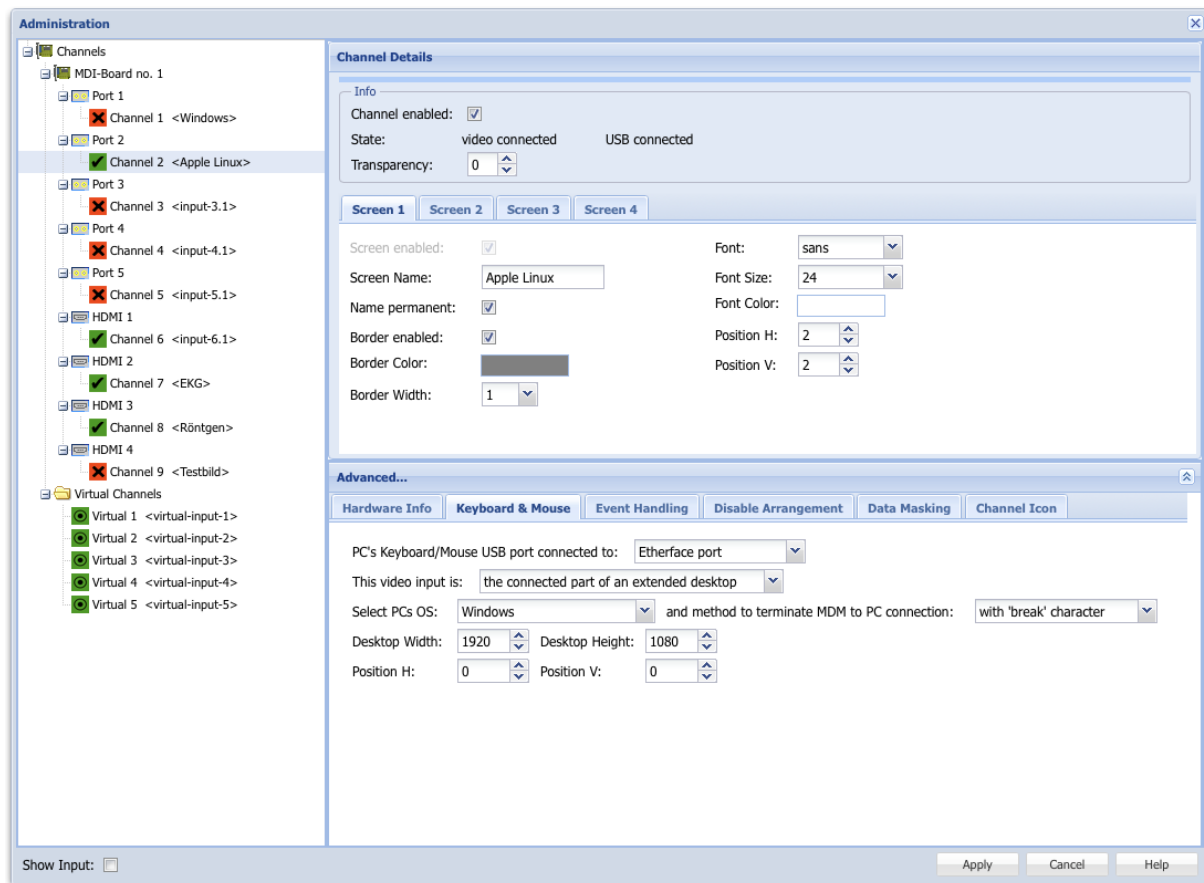 Administration
Channels
MDI-Board no. 1
Port 1
Channel 1 <Windows>
Port 2
Channel 2 <Apple Linux>
Port 3
Channel 3 <input-3.1>
Port 4
Channel 4 <input-4.1>
Port 5
Channel 5 <input-5.1>
HDMI 1
Channel 6 <input-6.1>
HDMI 2
Channel 7 <EKG>
HDMI 3
Channel 8 <Röntgen>
HDMI 4
Channel 9 <Testbild>
Virtual Channels
Virtual 1 <virtual-input-1>
Virtual 2 <virtual-input-2>
Virtual 3 <virtual-input-3>
Virtual 4 <virtual-input-4>
Virtual 5 <virtual-input-5>
Channel Details
Info
Channel enabled:
State: video connected USB connected
Transparency: 0
Screen 1 Screen 2 Screen 3 Screen 4
Screen enabled:
Screen Name: Apple Linux
Name permanent:
Border enabled:
Border Color:
Border Width: 1
Font: sans
Font Size: 24
Font Color:
Position H: 2
Position V: 2
Advanced...
Hardware Info Keyboard & Mouse Event Handling Disable Arrangement Data Masking Channel Icon
PC's Keyboard/Mouse USB port connected to: Etherface port
This video input is: the connected part of an extended desktop
Select PCs OS: Windows and method to terminate MDM to PC connection: with 'break' character
Desktop Width: 1920 Desktop Height: 1080
Position H: 0 Position V: 0
Show Input: Apply Cancel Help